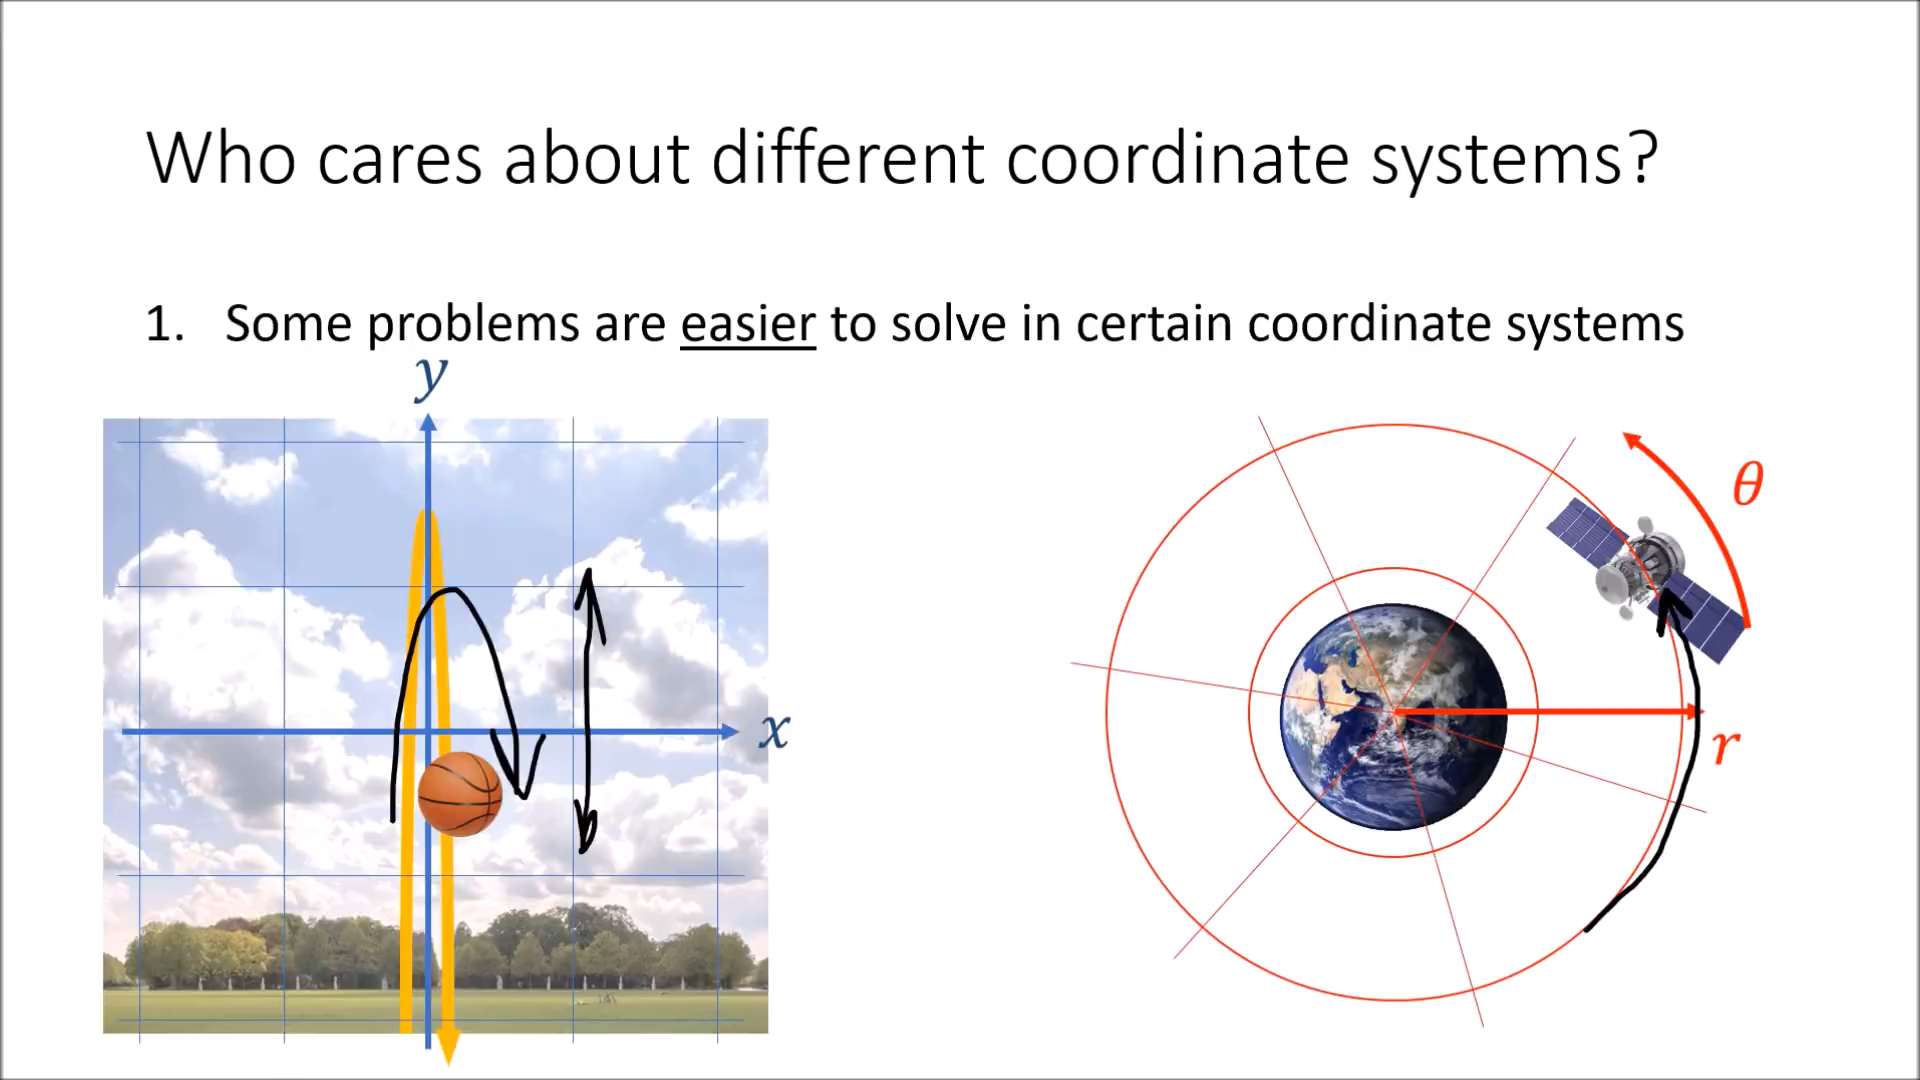 Who cares about different coordinate systems?
1. Some problems are easier to solve in certain coordinate systems
y
x
θ
r